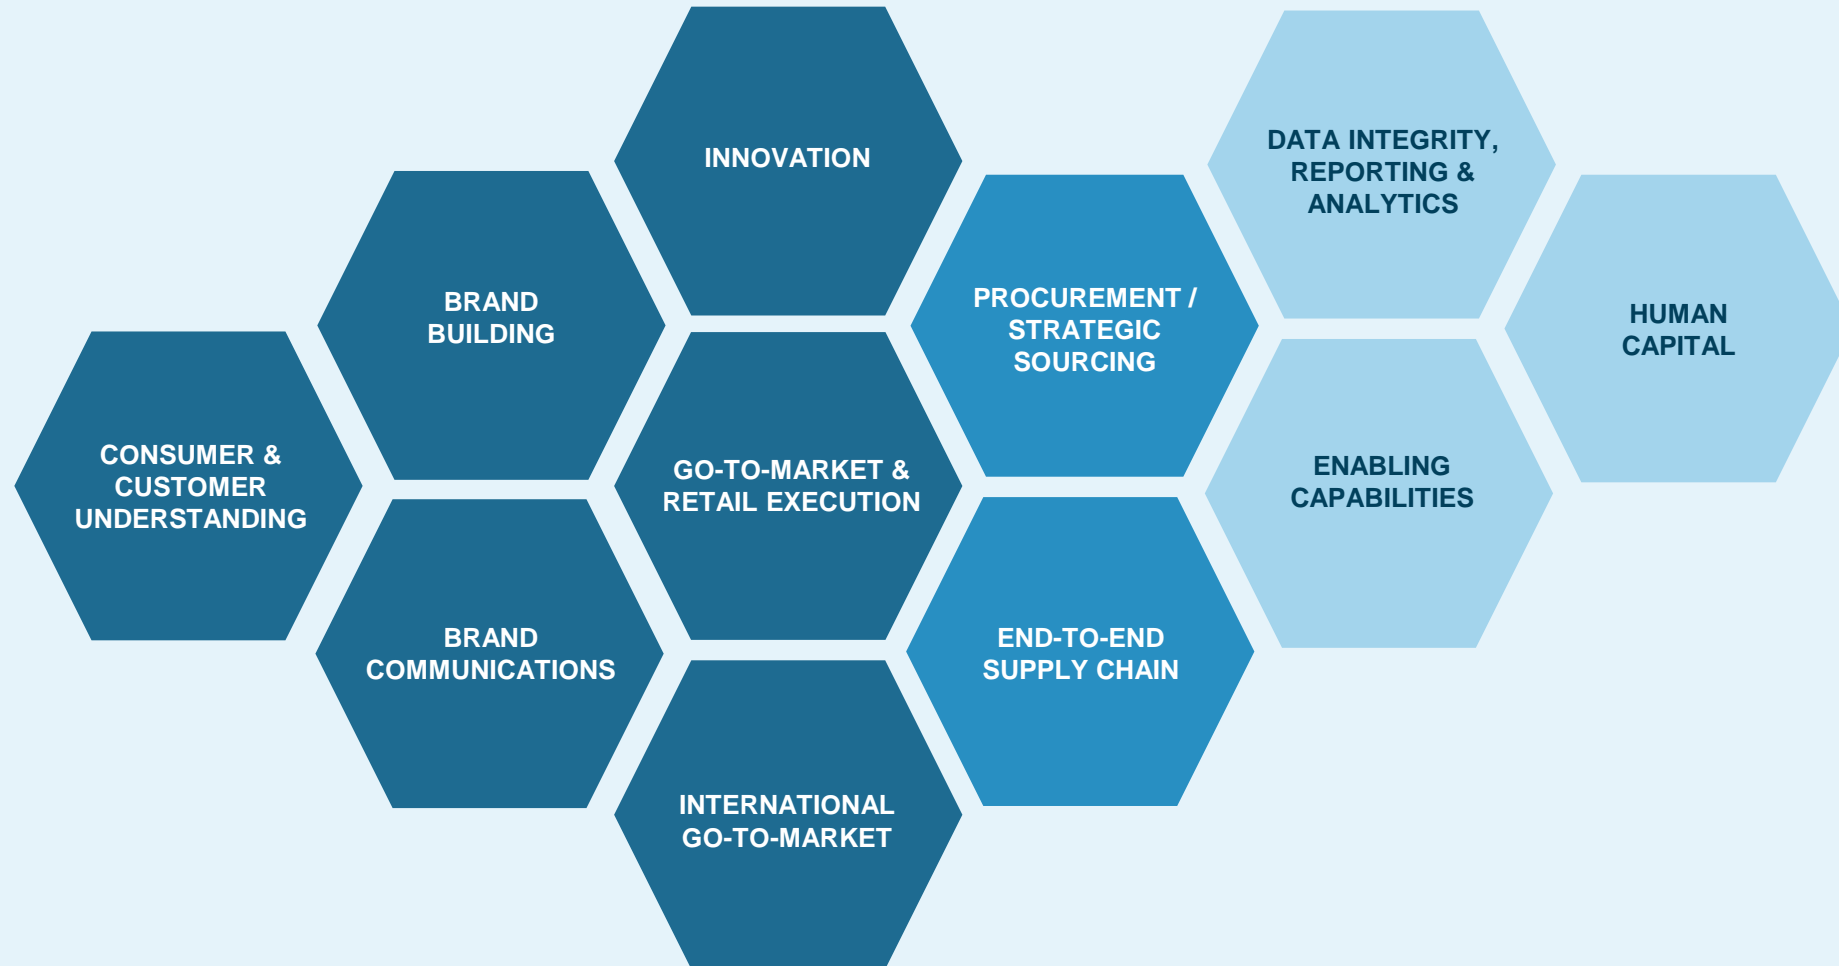 INNOVATION
DATA INTEGRITY,
REPORTING &
ANALYTICS
BRAND
BUILDING
PROCUREMENT /
STRATEGIC
SOURCING
HUMAN
CAPITAL
CONSUMER &
CUSTOMER
UNDERSTANDING
GO-TO-MARKET &
RETAIL EXECUTION
ENABLING
CAPABILITIES
BRAND
COMMUNICATIONS
END-TO-END
SUPPLY CHAIN
INTERNATIONAL
GO-TO-MARKET